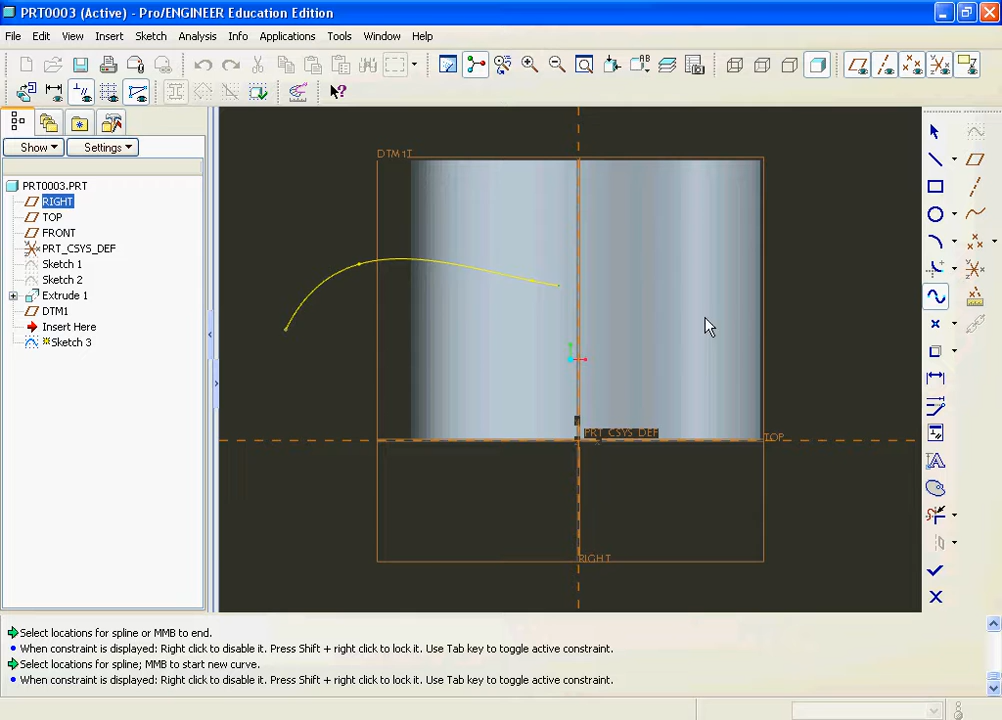 PRT0003 (Active) - Pro/ENGINEER Education Edition
File Edit View Insert Sketch Analysis Info Applications Tools Window Help
Show Settings
PRT0003.PRT
RIGHT
TOP
FRONT
PRT_CSYS_DEF
Sketch 1
Sketch 2
Extrude 1
DTM1
Insert Here
Sketch 3
DTM1T
PRT_CSYS_DEF
TOP
RIGHT
Select locations for spline or MMB to end.
When constraint is displayed: Right click to disable it. Press Shift + right click to lock it. Use Tab key to toggle active constraint.
Select locations for spline; MMB to start new curve.
When constraint is displayed: Right click to disable it. Press Shift + right click to lock it. Use Tab key to toggle active constraint.